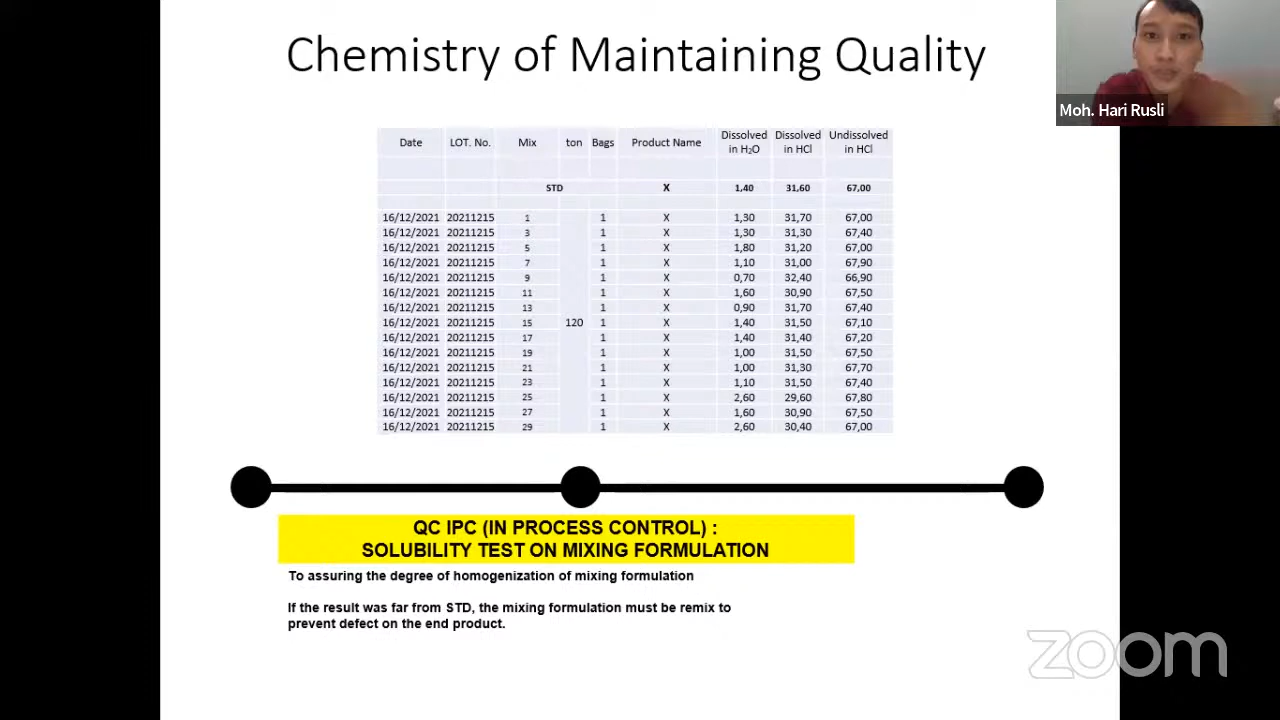 Chemistry of Maintaining Quality
Moh. Hari Rusli
Date LOT. No. Mix ton Bags Product Name Dissolved in H₂O Dissolved in HCl Undissolved in HCl
STD X 1,40 31,60 67,00
16/12/2021 20211215 1 1 X 1,30 31,70 67,00
16/12/2021 20211215 3 1 X 1,30 31,30 67,40
16/12/2021 20211215 5 1 X 1,80 31,20 67,00
16/12/2021 20211215 7 1 X 1,10 31,00 67,90
16/12/2021 20211215 9 1 X 0,70 32,40 66,90
16/12/2021 20211215 11 1 X 1,60 30,90 67,50
16/12/2021 20211215 13 1 X 0,90 31,70 67,40
16/12/2021 20211215 15 120 1 X 1,40 31,50 67,10
16/12/2021 20211215 17 1 X 1,40 31,40 67,20
16/12/2021 20211215 19 1 X 1,00 31,50 67,50
16/12/2021 20211215 21 1 X 1,00 31,30 67,70
16/12/2021 20211215 23 1 X 1,10 31,50 67,40
16/12/2021 20211215 25 1 X 2,60 29,60 67,80
16/12/2021 20211215 27 1 X 1,60 30,90 67,50
16/12/2021 20211215 29 1 X 2,60 30,40 67,00
QC IPC (IN PROCESS CONTROL) :
SOLUBILITY TEST ON MIXING FORMULATION
To assuring the degree of homogenization of mixing formulation
If the result was far from STD, the mixing formulation must be remix to
prevent defect on the end product.
zoom